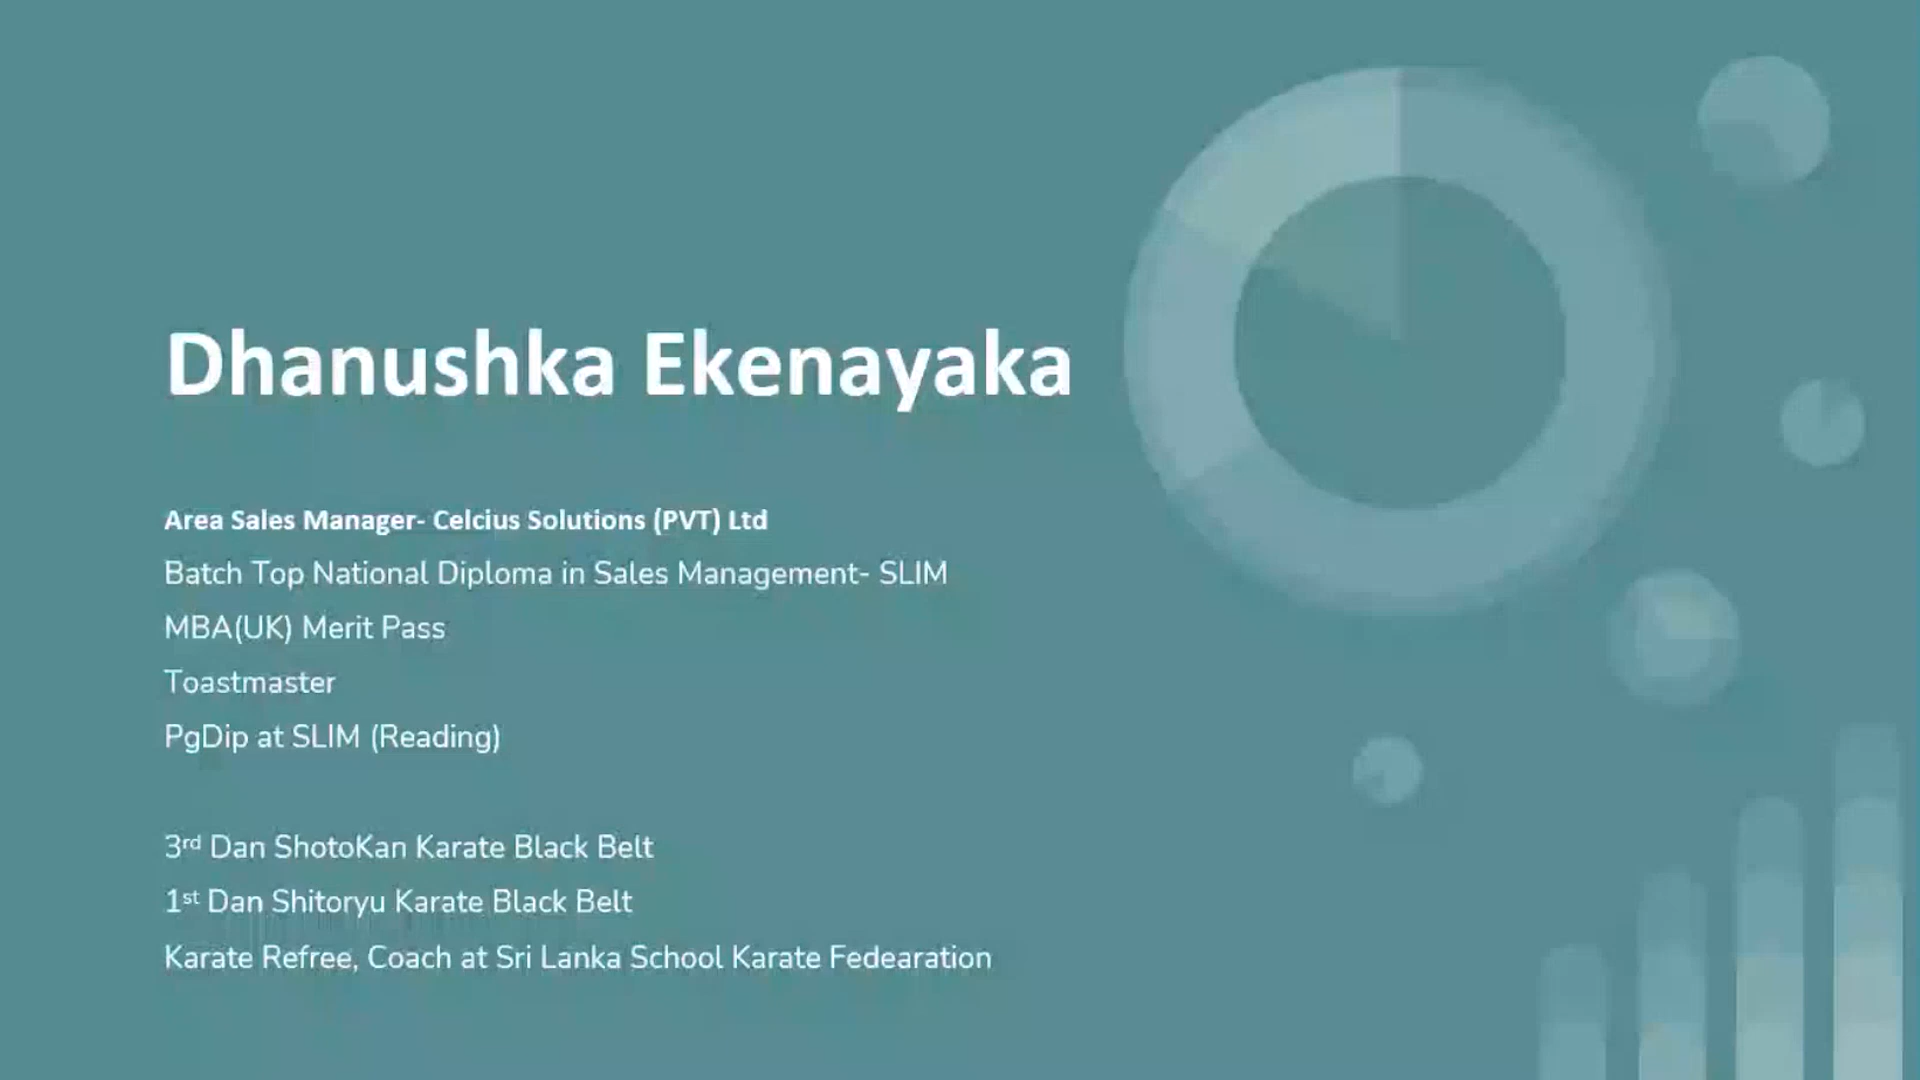 Dhanushka Ekenayaka
Area Sales Manager- Celcius Solutions (PVT) Ltd
Batch Top National Diploma in Sales Management- SLIM
MBA(UK) Merit Pass
Toastmaster
PgDip at SLIM (Reading)
3rd Dan ShotoKan Karate Black Belt
1st Dan Shitoryu Karate Black Belt
Karate Refree, Coach at Sri Lanka School Karate Fedearation